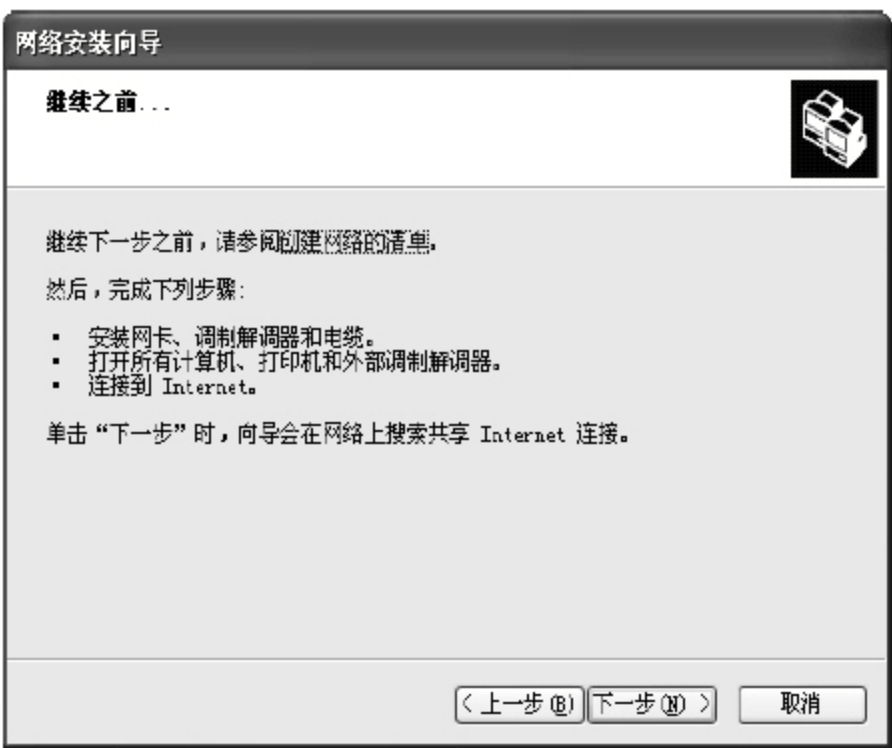 网络安装向导
继续之前...
继续下一步之前，请参阅创建网络的清单。
然后，完成下列步骤:
▪ 安装网卡、调制解调器和电缆。
▪ 打开所有计算机、打印机和外部调制解调器。
▪ 连接到 Internet。
单击“下一步”时，向导会在网络上搜索共享 Internet 连接。
< 上一步(B) 下一步(N) > 取消